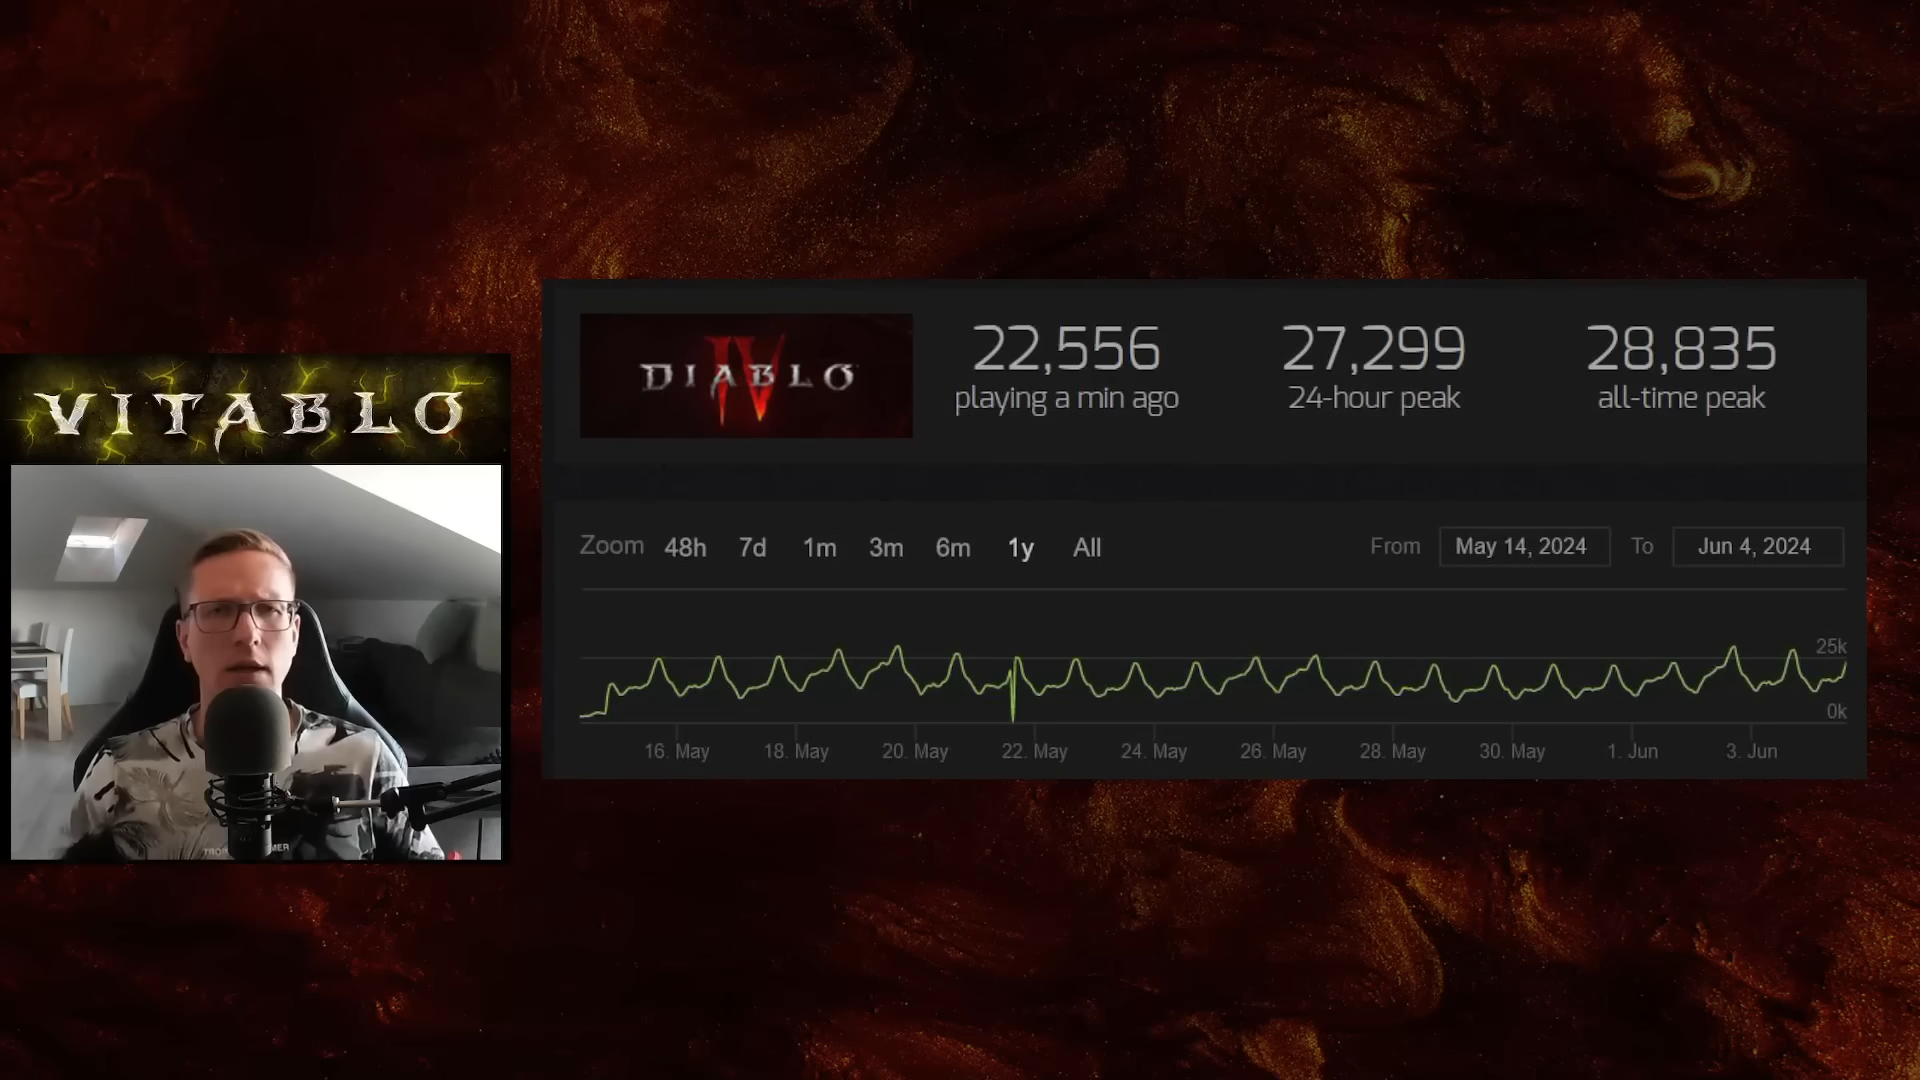 VITABLO
DIABLO
IV
22,556
playing a min ago
27,299
24-hour peak
28,835
all-time peak
Zoom 48h 7d 1m 3m 6m 1y All
From May 14, 2024 To Jun 4, 2024
25k
0k
16. May 18. May 20. May 22. May 24. May 26. May 28. May 30. May 1. Jun 3. Jun